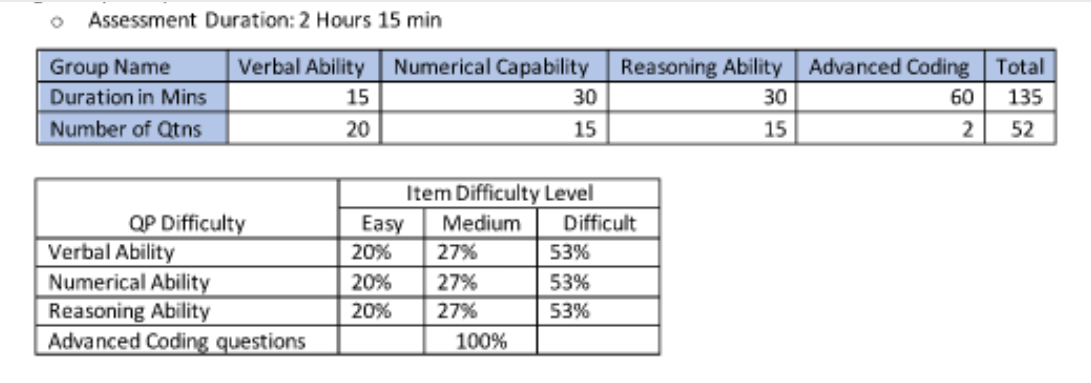 o Assessment Duration: 2 Hours 15 min
Group Name Verbal Ability Numerical Capability Reasoning Ability Advanced Coding Total
Duration in Mins 15 30 30 60 135
Number of Qtns 20 15 15 2 52
Item Difficulty Level
QP Difficulty Easy Medium Difficult
Verbal Ability 20% 27% 53%
Numerical Ability 20% 27% 53%
Reasoning Ability 20% 27% 53%
Advanced Coding questions 100%